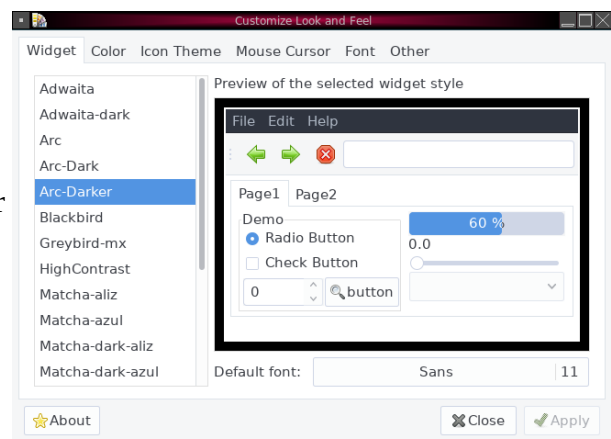 Customize Look and Feel
Widget Color Icon Theme Mouse Cursor Font Other
Adwaita
Adwaita-dark
Arc
Arc-Dark
Arc-Darker
Blackbird
Greybird-mx
HighContrast
Matcha-aliz
Matcha-azul
Matcha-dark-aliz
Matcha-dark-azul
Preview of the selected widget style
File Edit Help
Page1 Page2
Demo
Radio Button
Check Button
0 button
60 %
0.0
Default font: Sans 11
About Close Apply